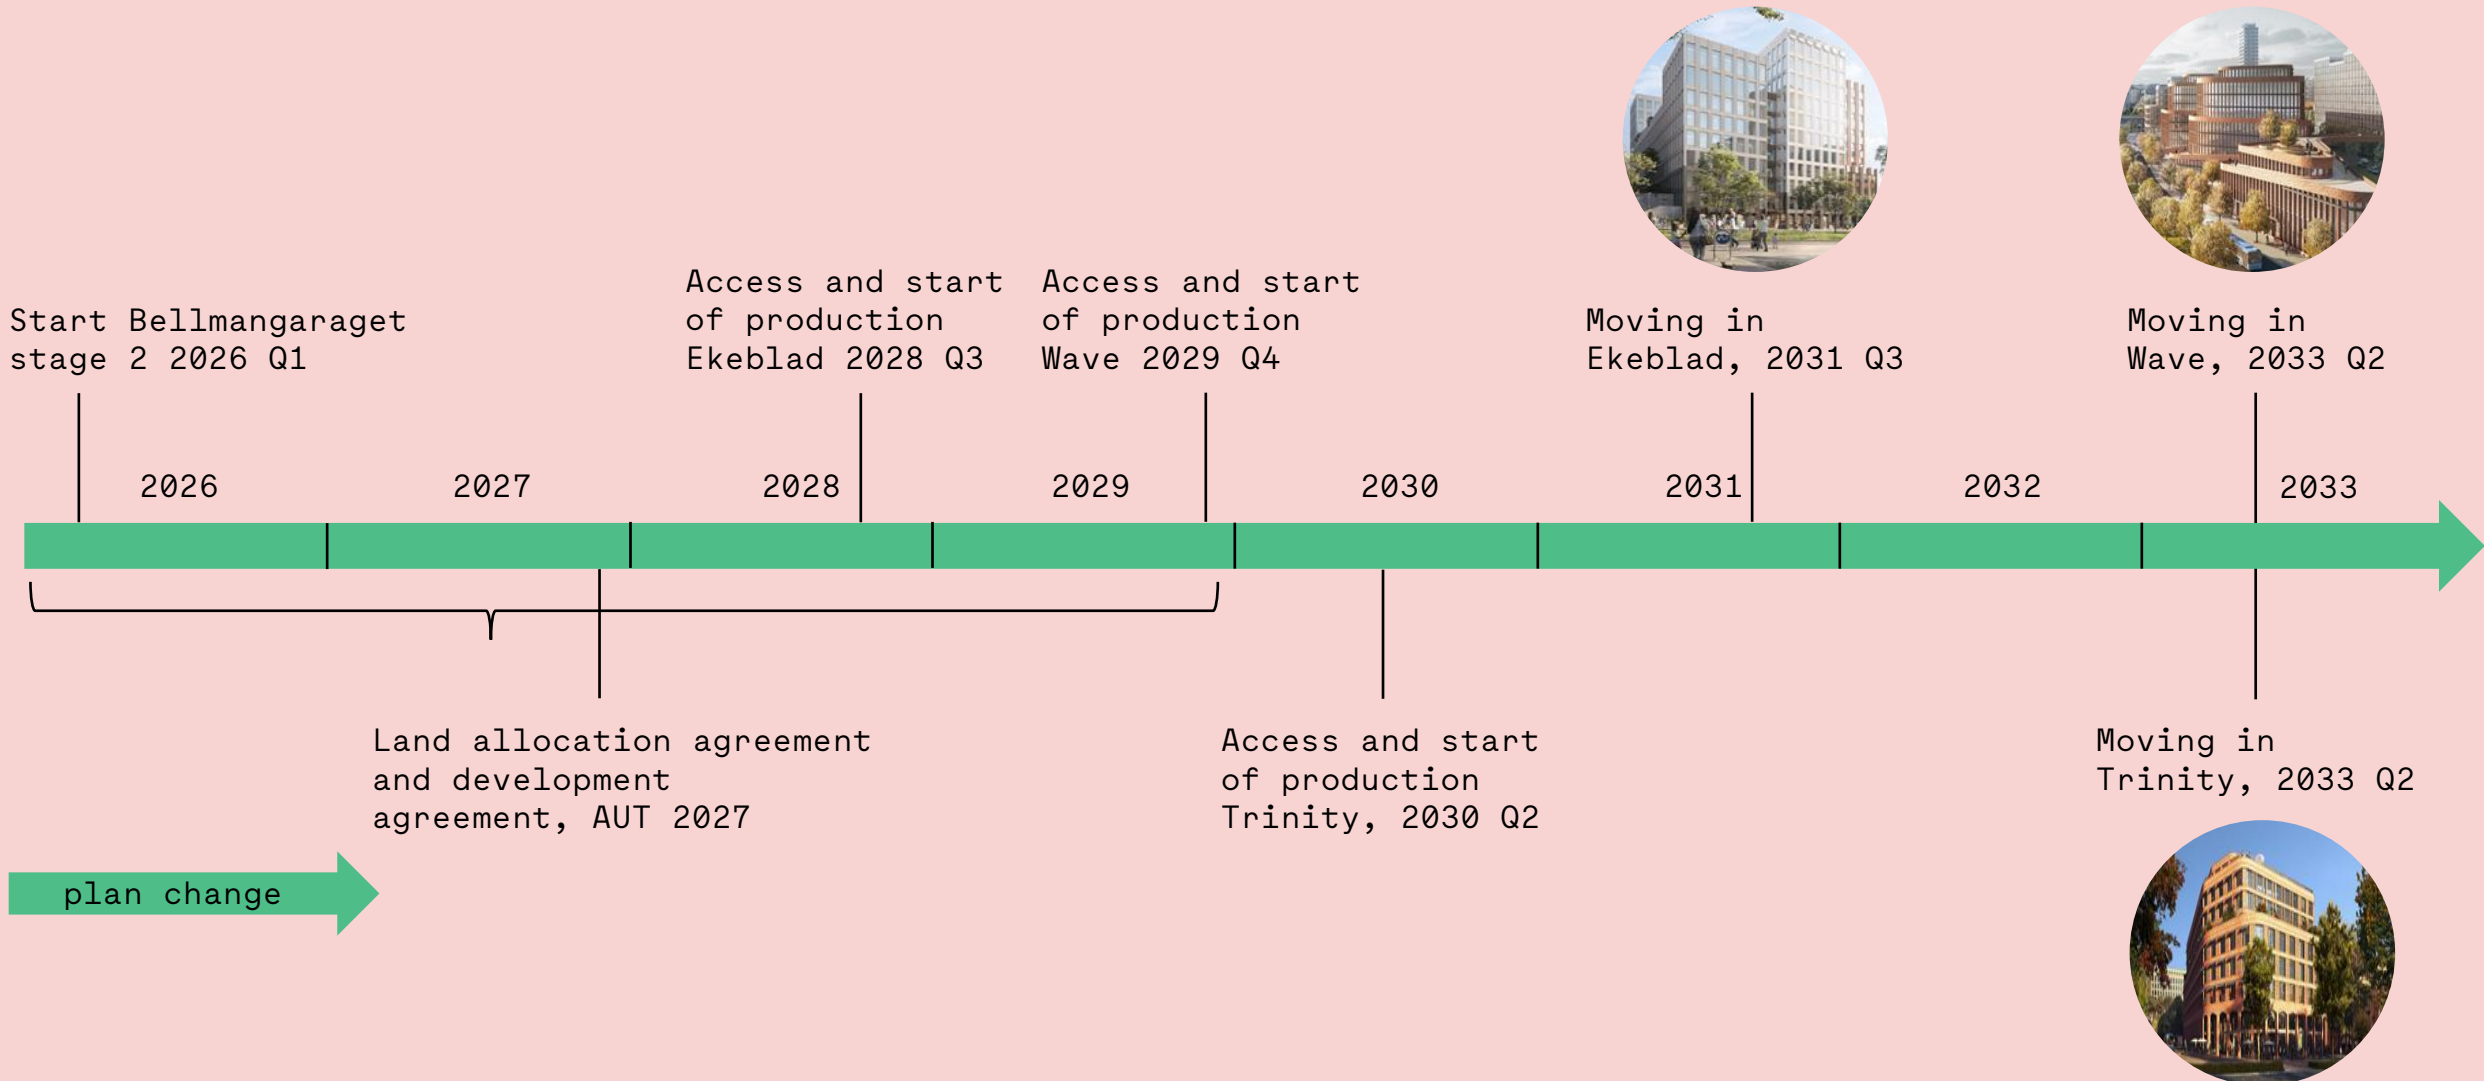 Start Bellmangaraget
stage 2 2026 Q1
Access and start
of production
Ekeblad 2028 Q3
Access and start
of production
Wave 2029 Q4
Moving in
Ekeblad, 2031 Q3
Moving in
Wave, 2033 Q2
2026
2027
2028
2029
2030
2031
2032
2033
Land allocation agreement
and development
agreement, AUT 2027
Access and start
of production
Trinity, 2030 Q2
Moving in
Trinity, 2033 Q2
plan change